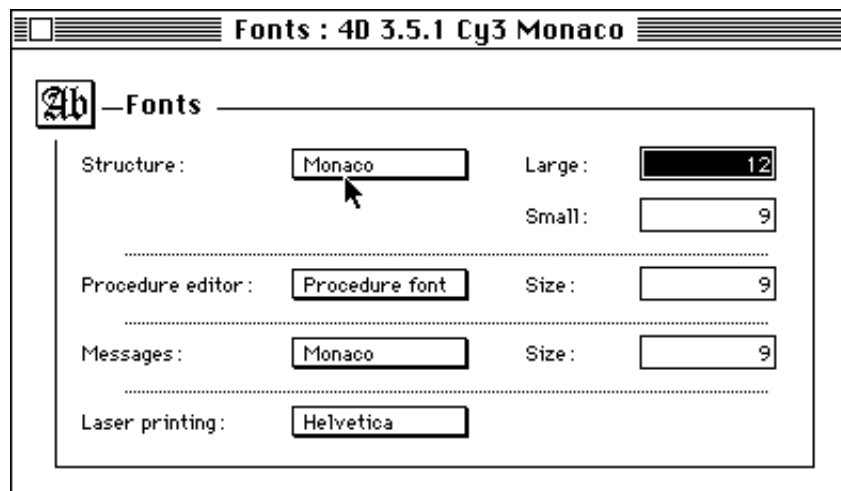 Fonts : 4D 3.5.1 Cy3 Monaco
Ab Fonts
Structure: Monaco Large: 12
Small: 9
Procedure editor: Procedure font Size: 9
Messages: Monaco Size: 9
Laser printing: Helvetica